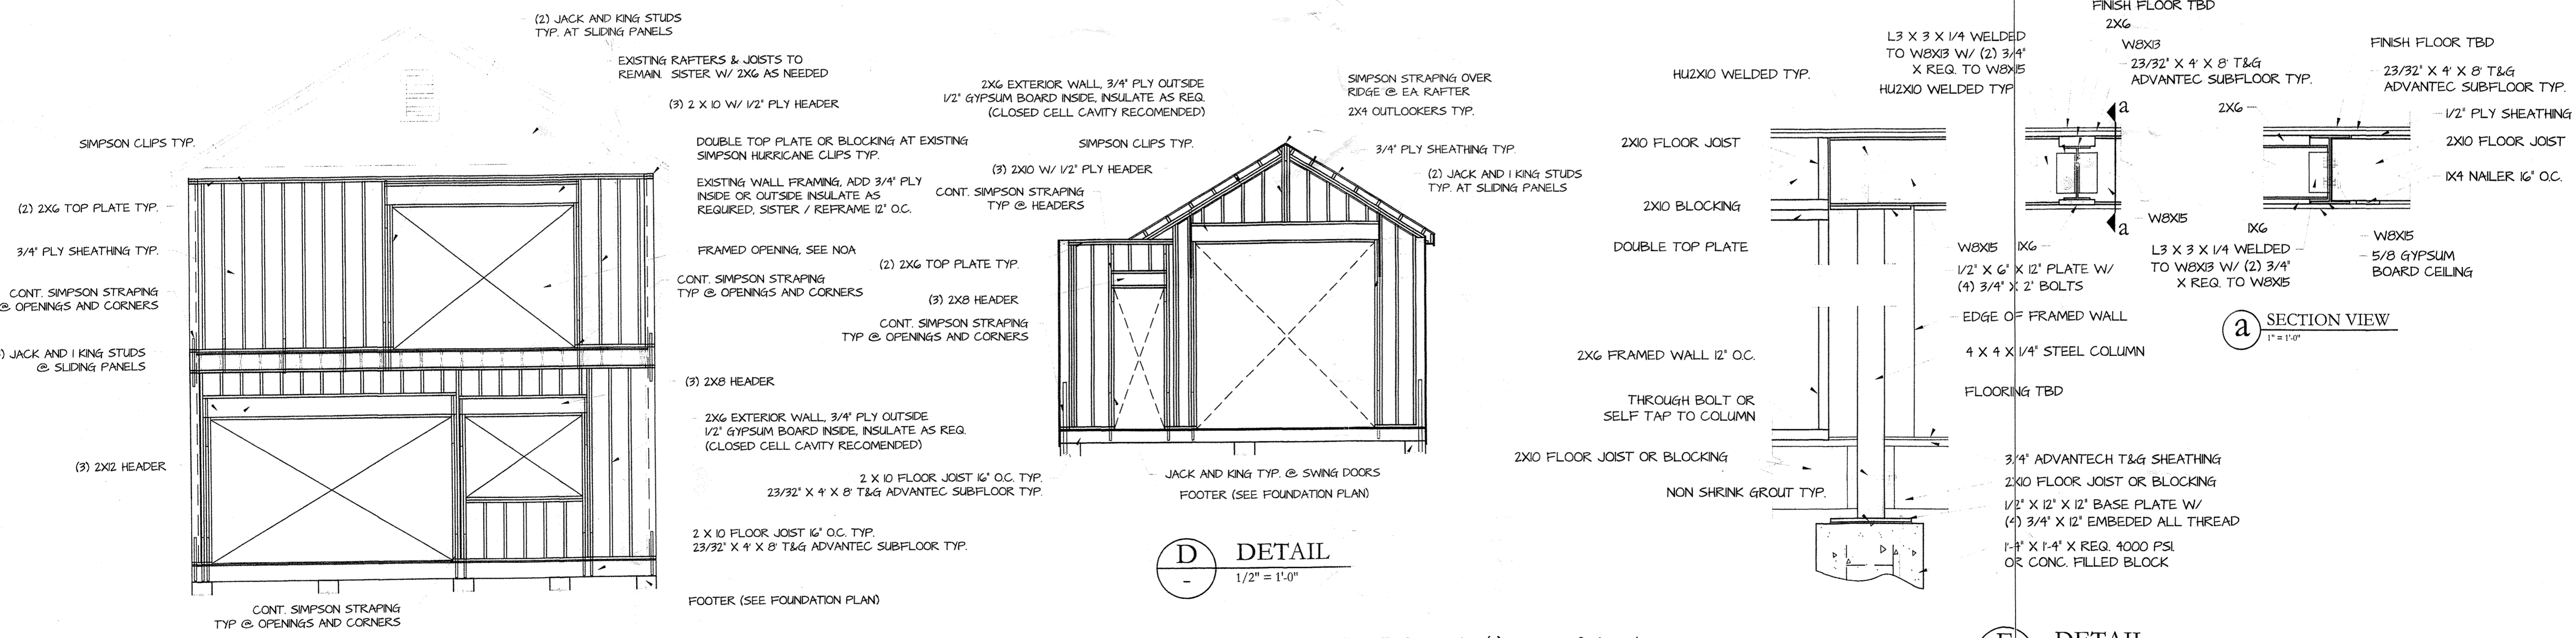 (2) JACK AND KING STUDS
TYP. AT SLIDING PANELS
EXISTING RAFTERS & JOISTS TO
REMAIN. SISTER W/ 2X6 AS NEEDED
(3) 2 X 10 W/ 1/2" PLY HEADER
SIMPSON CLIPS TYP.
DOUBLE TOP PLATE OR BLOCKING AT EXISTING
SIMPSON HURRICANE CLIPS TYP.
EXISTING WALL FRAMING, ADD 3/4" PLY
INSIDE OR OUTSIDE INSULATE AS
REQUIRED, SISTER / REFRAME 12" O.C.
(2) 2X6 TOP PLATE TYP.
3/4" PLY SHEATHING TYP.
FRAMED OPENING, SEE NOA
CONT. SIMPSON STRAPING
TYP @ OPENINGS AND CORNERS
CONT. SIMPSON STRAPING
@ OPENINGS AND CORNERS
) JACK AND 1 KING STUDS
@ SLIDING PANELS
(3) 2X8 HEADER
2X6 EXTERIOR WALL, 3/4" PLY OUTSIDE
1/2" GYPSUM BOARD INSIDE, INSULATE AS REQ.
(CLOSED CELL CAVITY RECOMENDED)
(3) 2X12 HEADER
2 X 10 FLOOR JOIST 16" O.C. TYP.
23/32" X 4' X 8' T&G ADVANTEC SUBFLOOR TYP.
FOOTER (SEE FOUNDATION PLAN)
CONT. SIMPSON STRAPING
TYP @ OPENINGS AND CORNERS
2X6 EXTERIOR WALL, 3/4" PLY OUTSIDE
1/2" GYPSUM BOARD INSIDE, INSULATE AS REQ.
(CLOSED CELL CAVITY RECOMENDED)
SIMPSON STRAPING OVER
RIDGE @ EA. RAFTER
2X4 OUTLOOKERS TYP.
SIMPSON CLIPS TYP.
3/4" PLY SHEATHING TYP.
(3) 2X10 W/ 1/2" PLY HEADER
(2) JACK AND 1 KING STUDS
TYP. AT SLIDING PANELS
CONT. SIMPSON STRAPING
TYP @ HEADERS
(2) 2X6 TOP PLATE TYP.
(3) 2X8 HEADER
CONT. SIMPSON STRAPING
TYP @ OPENINGS AND CORNERS
2 X 10 FLOOR JOIST 16" O.C. TYP.
23/32" X 4' X 8' T&G ADVANTEC SUBFLOOR TYP.
JACK AND KING TYP. @ SWING DOORS
FOOTER (SEE FOUNDATION PLAN)
D
-
DETAIL
1/2" = 1'-0"
L3 X 3 X 1/4 WELDED
TO W8X13 W/ (2) 3/4"
X REQ. TO W8X15
HU2X10 WELDED TYP.
HU2X10 WELDED TYP
2X10 FLOOR JOIST
2X10 BLOCKING
DOUBLE TOP PLATE
2X6 FRAMED WALL 12" O.C.
THROUGH BOLT OR
SELF TAP TO COLUMN
2X10 FLOOR JOIST OR BLOCKING
NON SHRINK GROUT TYP.
FINISH FLOOR TBD
2X6
W8X13
23/32" X 4' X 8' T&G
ADVANTEC SUBFLOOR TYP.
a
a
W8X15
W8X15
1X6
1/2" X 6" X 12" PLATE W/
(4) 3/4" X 2" BOLTS
EDGE OF FRAMED WALL
4 X 4 X 1/4" STEEL COLUMN
FLOORING TBD
3/4" ADVANTECH T&G SHEATHING
2X10 FLOOR JOIST OR BLOCKING
1/2" X 12" X 12" BASE PLATE W/
(4) 3/4" X 12" EMBEDED ALL THREAD
1'-4" X 1'-4" X REQ. 4000 PSI.
OR CONC. FILLED BLOCK
FINISH FLOOR TBD
23/32" X 4' X 8' T&G
ADVANTEC SUBFLOOR TYP.
2X6
1/2" PLY SHEATHING
2X10 FLOOR JOIST
1X4 NAILER 16" O.C.
1X6
L3 X 3 X 1/4 WELDED
TO W8X13 W/ (2) 3/4"
X REQ. TO W8X15
W8X15
5/8 GYPSUM
BOARD CEILING
a
SECTION VIEW
1" = 1'-0"
DETAIL